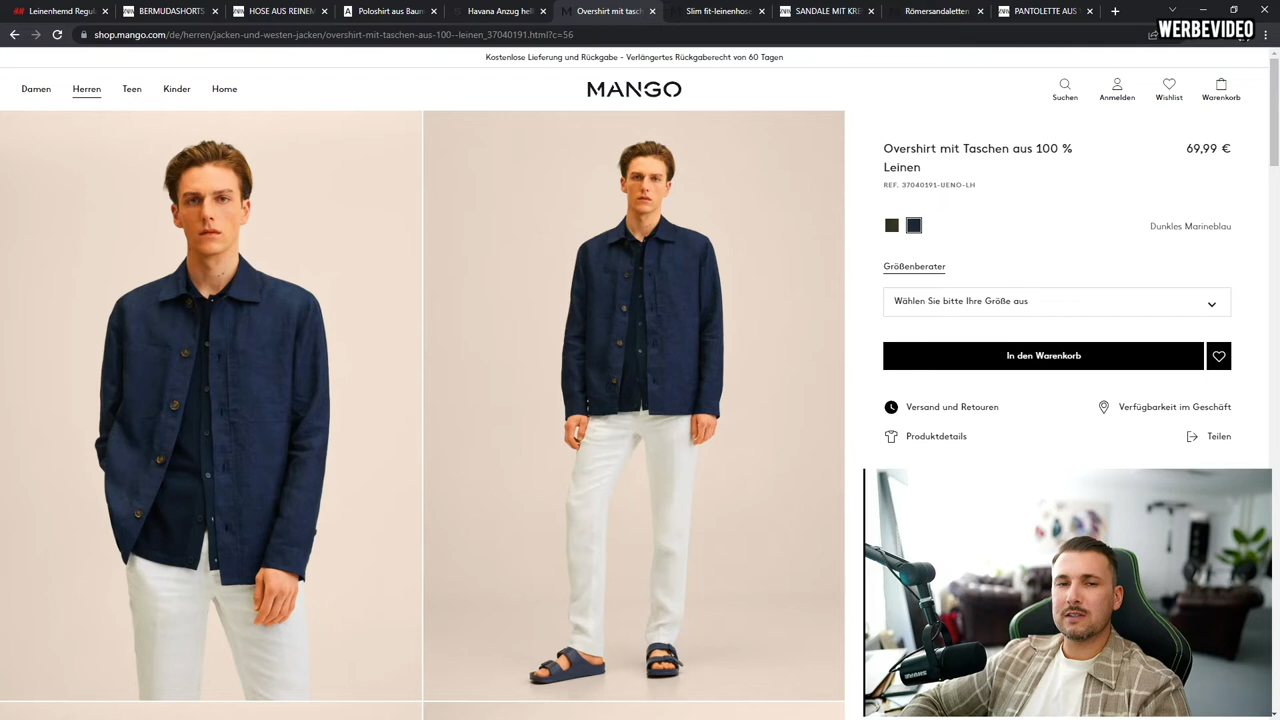 Leinenhemd Regul
BERMUDASHORTS
HOSE AUS REINEM
Poloshirt aus Baum
Havana Anzug hell
Overshirt mit tasch
Slim fit-leinenhose
SANDALE MIT KRE
Römersandaletten
PANTOLETTE AUS
WERBEVIDEO
shop.mango.com/de/herren/jacken-und-westen-jacken/overshirt-mit-taschen-aus-100--leinen_37040191.html?c=56
Kostenlose Lieferung und Rückgabe - Verlängertes Rückgaberecht von 60 Tagen
Damen
Herren
Teen
Kinder
Home
MANGO
Suchen
Anmelden
Wishlist
Warenkorb
Overshirt mit Taschen aus 100 %
Leinen
69,99 €
REF. 37040191-UENO-LH
Dunkles Marineblau
Größenberater
Wählen Sie bitte Ihre Größe aus
In den Warenkorb
Versand und Retouren
Verfügbarkeit im Geschäft
Produktdetails
Teilen